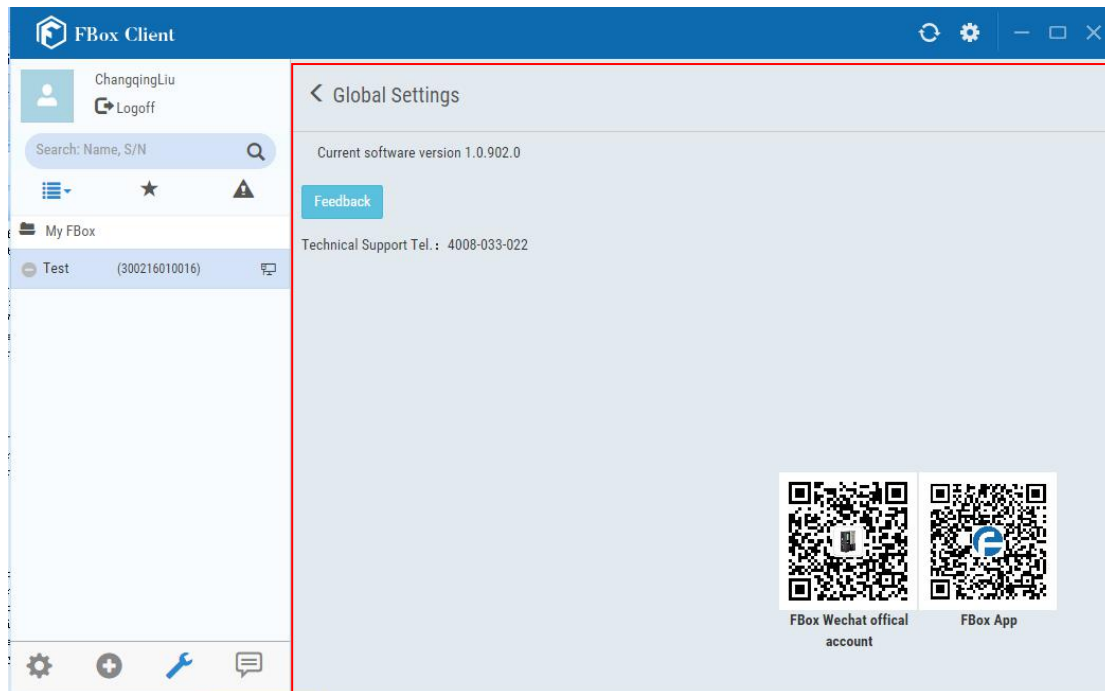 FBox Client
ChangqingLiu
Logoff
Search: Name, S/N
My FBox
Test (300216010016)
Global Settings
Current software version 1.0.902.0
Feedback
Technical Support Tel.：4008-033-022
FBox Wechat offical
account
FBox App